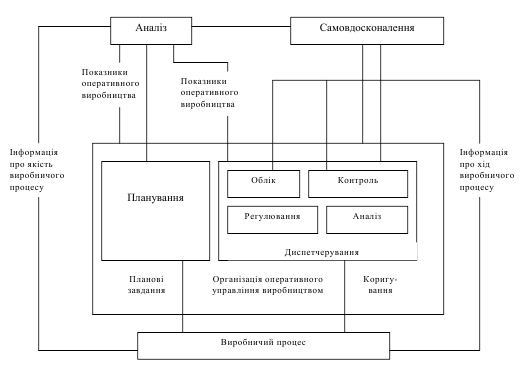 Аналіз
Самовдосконалення
Показники
оперативного
виробництва
Показники
оперативного
виробництва
Інформація
про якість
виробничого
процесу
Інформація
про хід
виробничого
процесу
Планування
Облік
Контроль
Регулювання
Аналіз
Диспетчерування
Планові
завдання
Організація оперативного
управління виробництвом
Коригу-
вання
Виробничий процес